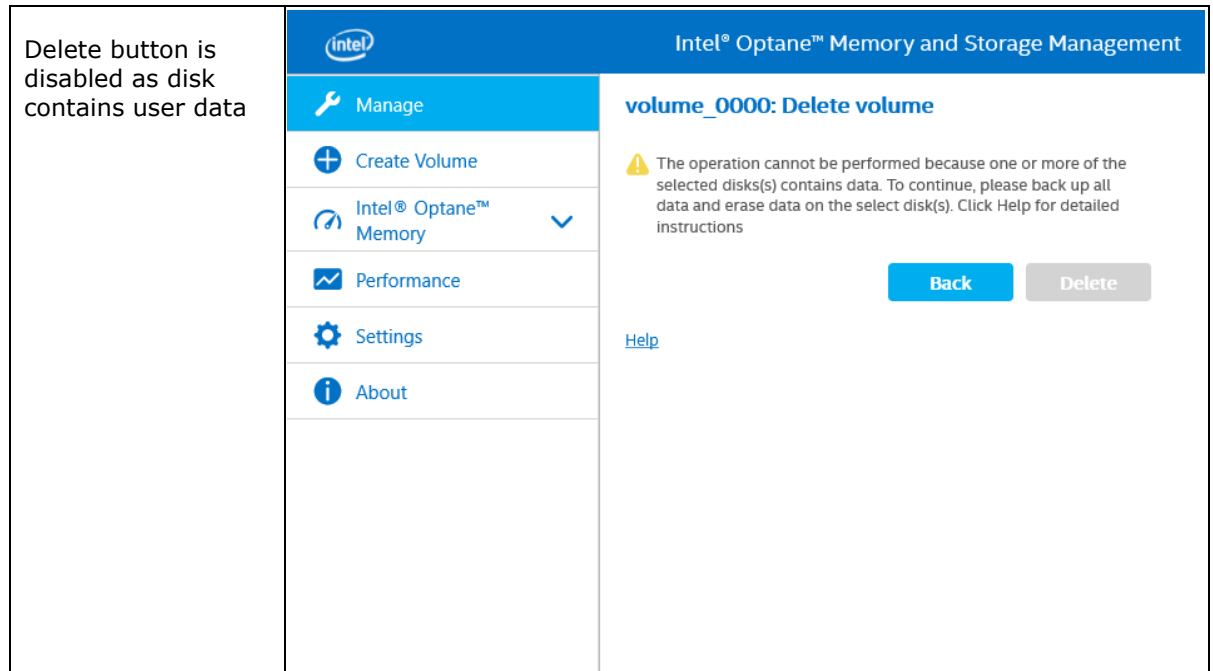 Delete button is
disabled as disk
contains user data
intel
Intel® Optane™ Memory and Storage Management
Manage
Create Volume
Intel® Optane™
Memory
Performance
Settings
About
volume_0000: Delete volume
The operation cannot be performed because one or more of the
selected disks(s) contains data. To continue, please back up all
data and erase data on the select disk(s). Click Help for detailed
instructions
Back
Delete
Help